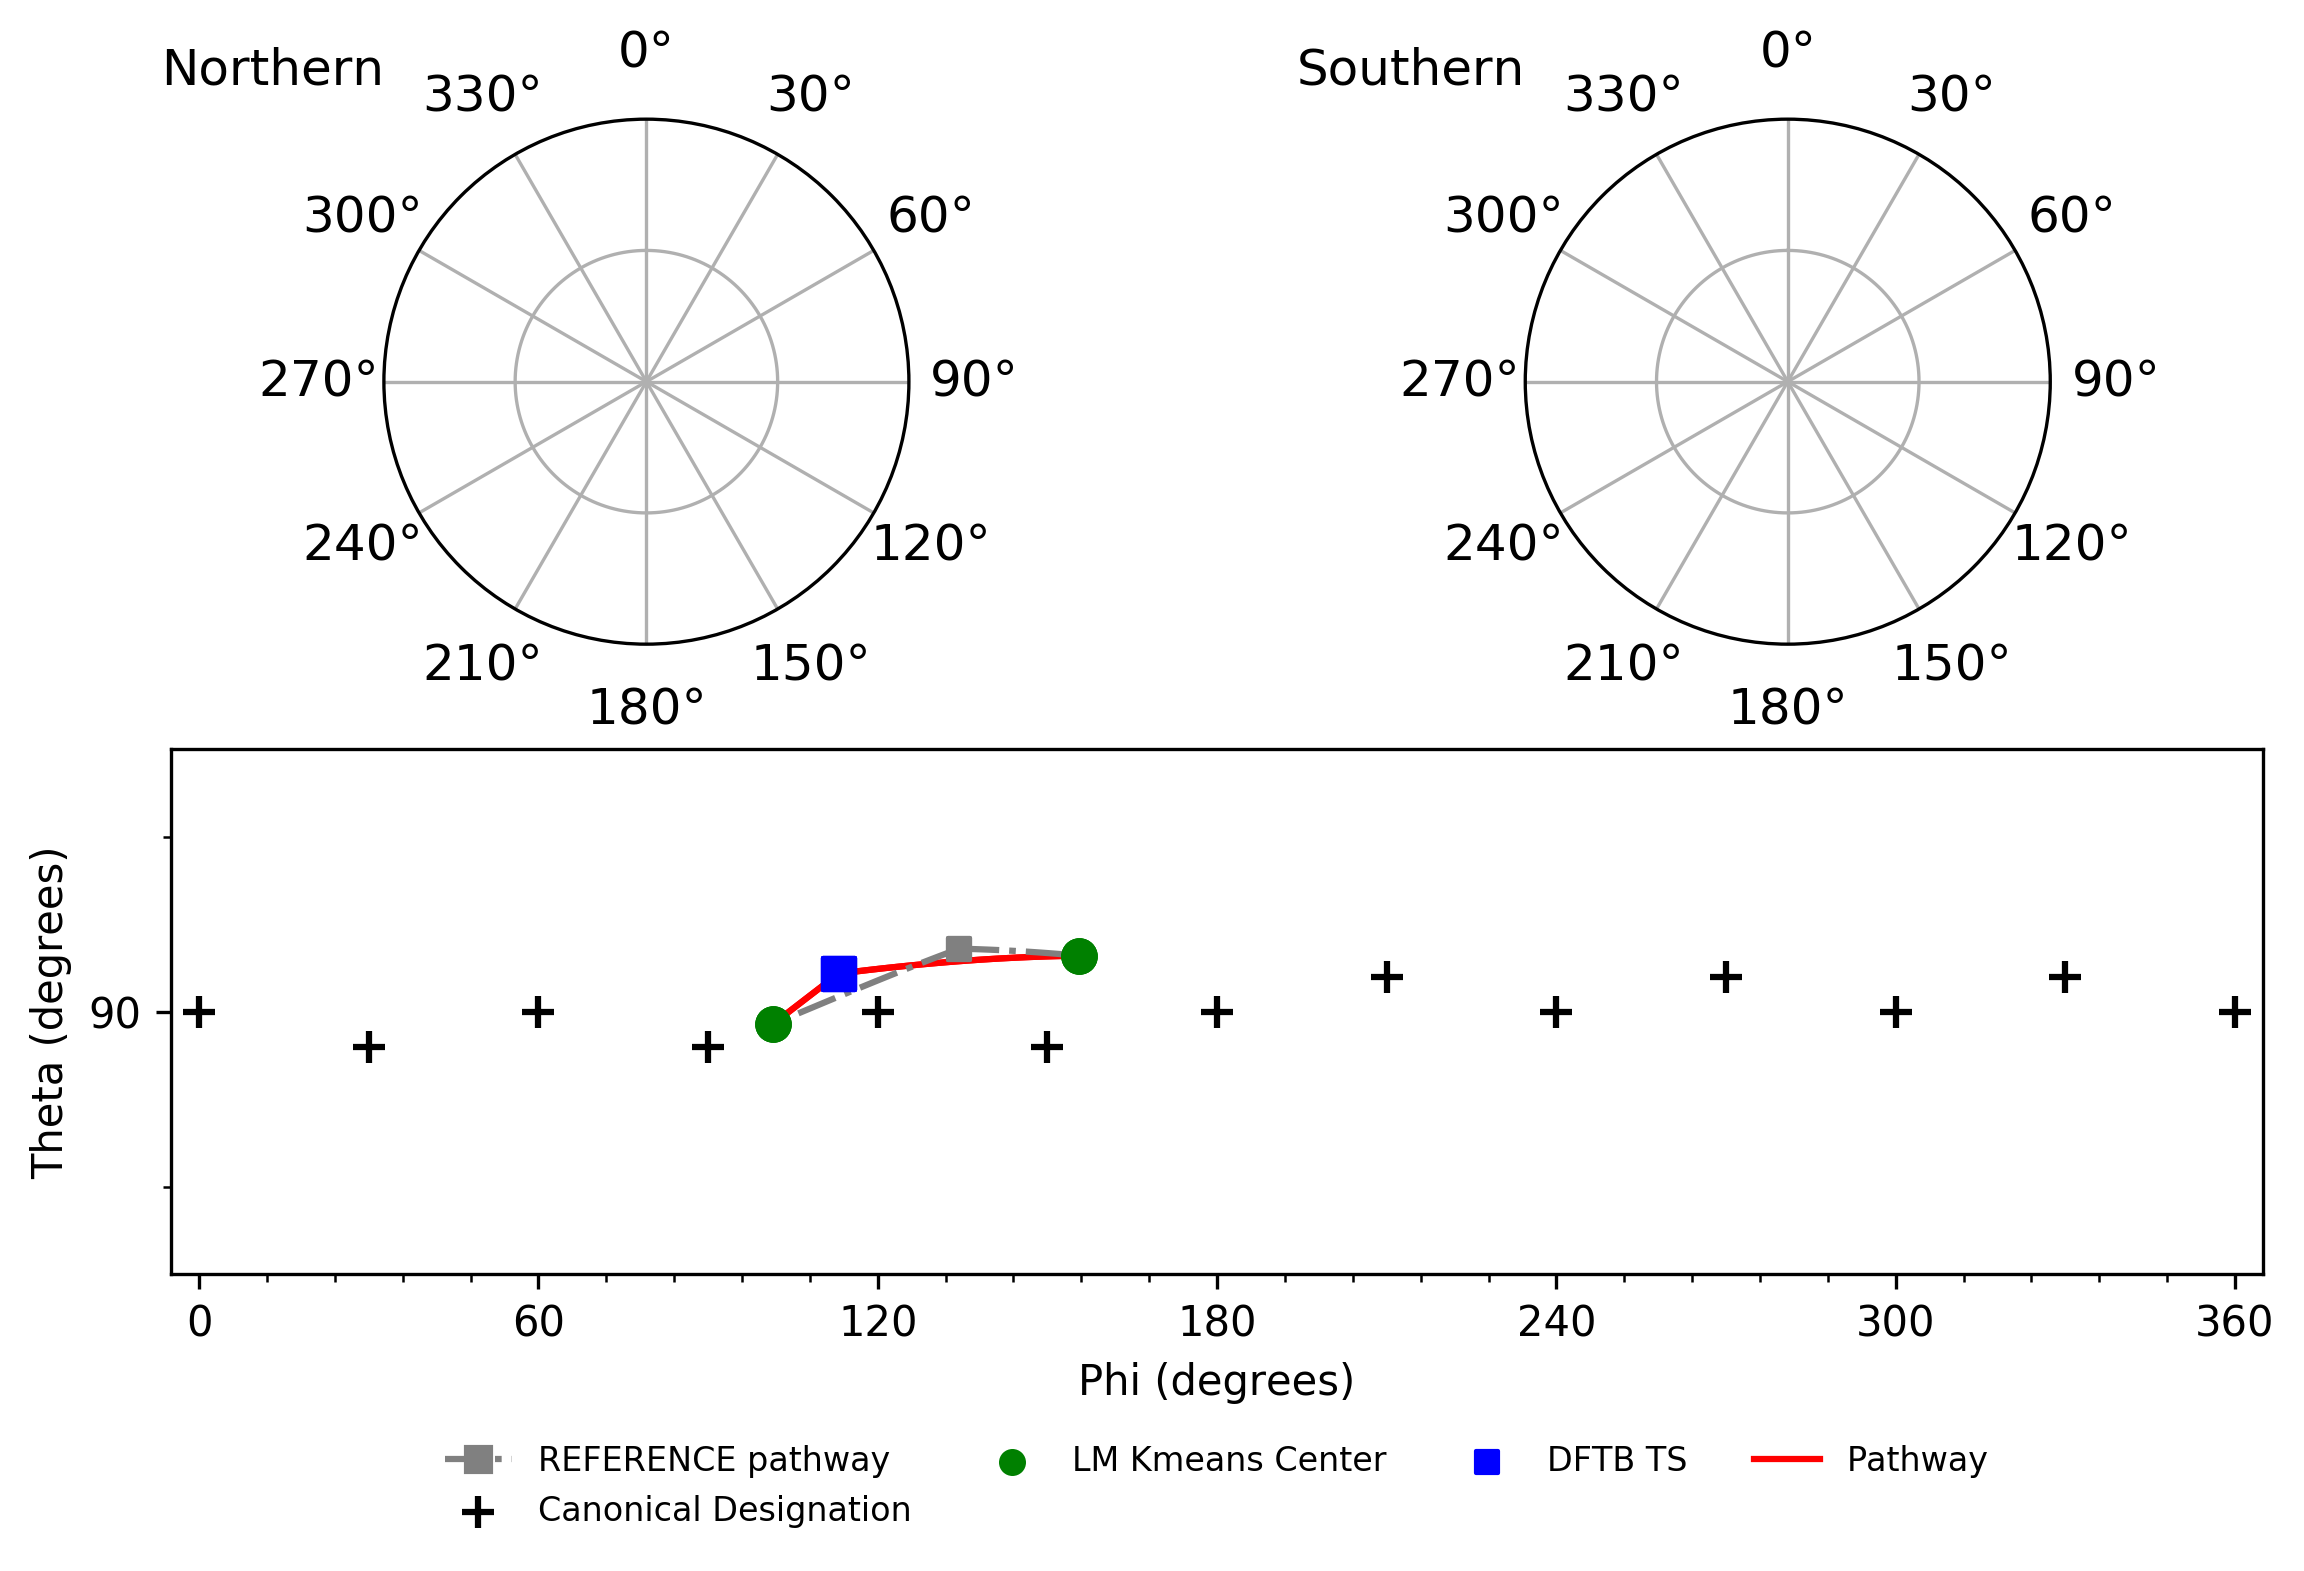 Northern
0°
330°
30°
300°
60°
270°
90°
240°
120°
210°
150°
180°
Southern
0°
330°
30°
300°
60°
270°
90°
240°
120°
210°
150°
180°
Theta (degrees)
90
0 60 120 180 240 300 360
Phi (degrees)
REFERENCE pathway
Canonical Designation
LM Kmeans Center
DFTB TS
Pathway